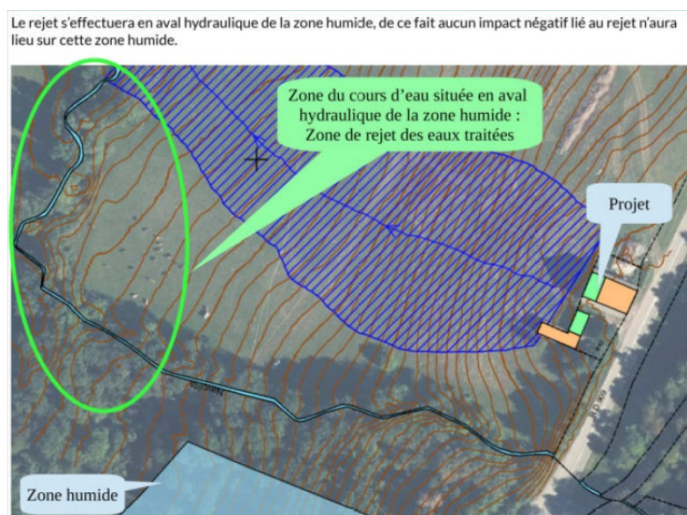 Le rejet s’effectuera en aval hydraulique de la zone humide, de ce fait aucun impact négatif lié au rejet n’aura
lieu sur cette zone humide.
Zone du cours d’eau située en aval
hydraulique de la zone humide :
Zone de rejet des eaux traitées
Projet
Zone humide